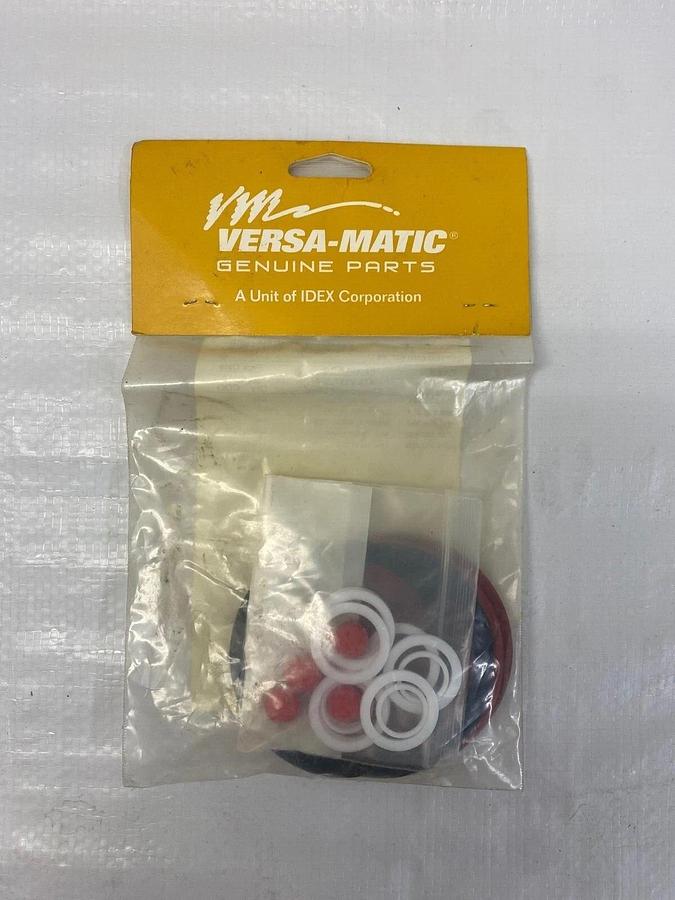 VM
VERSA-MATIC®
GENUINE PARTS
A Unit of IDEX Corporation